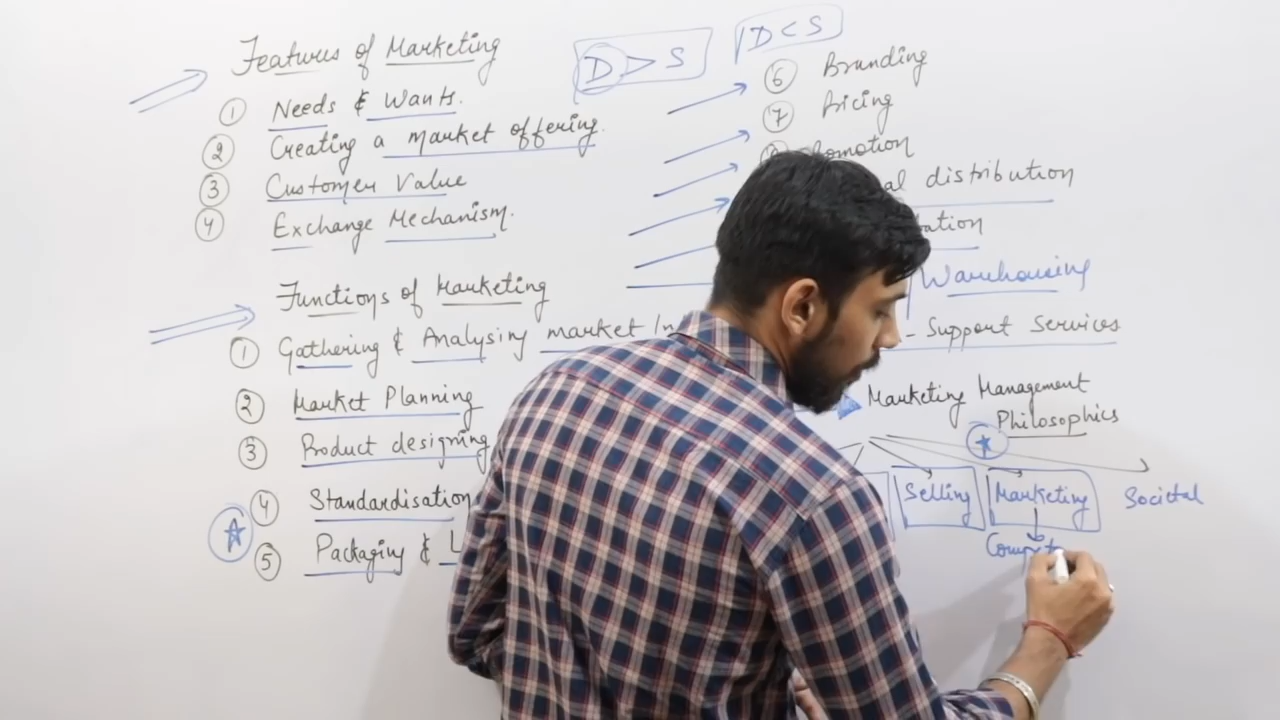 Features of Marketing
1 Needs & Wants.
2 Creating a market offering.
3 Customer Value
4 Exchange Mechanism.
Functions of Marketing
1 Gathering & Analysing market
2 Market Planning
3 Product designing
4 Standardisation
5 Packaging &
D > S
D < S
6 Branding
7 Pricing
distribution
Warehousing
- Support Services
Marketing Management
Philosophies
Selling
Marketing
Societal